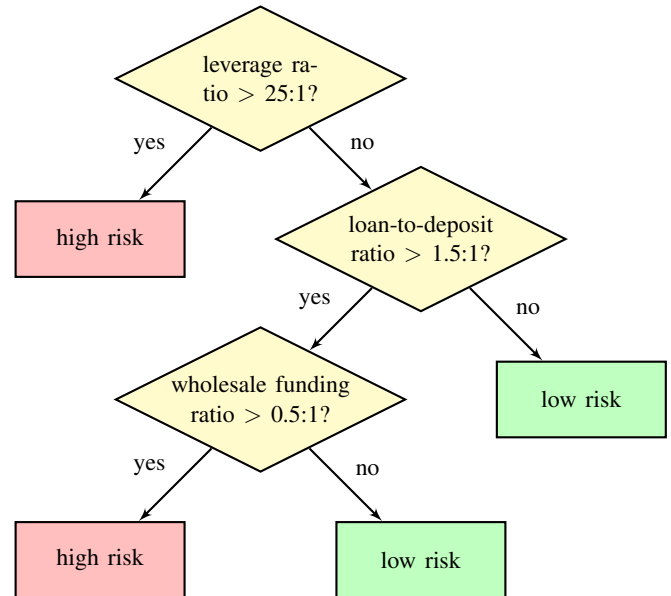 leverage ra-
tio > 25:1?
yes
no
high risk
loan-to-deposit
ratio > 1.5:1?
yes
no
wholesale funding
ratio > 0.5:1?
low risk
yes
no
high risk
low risk